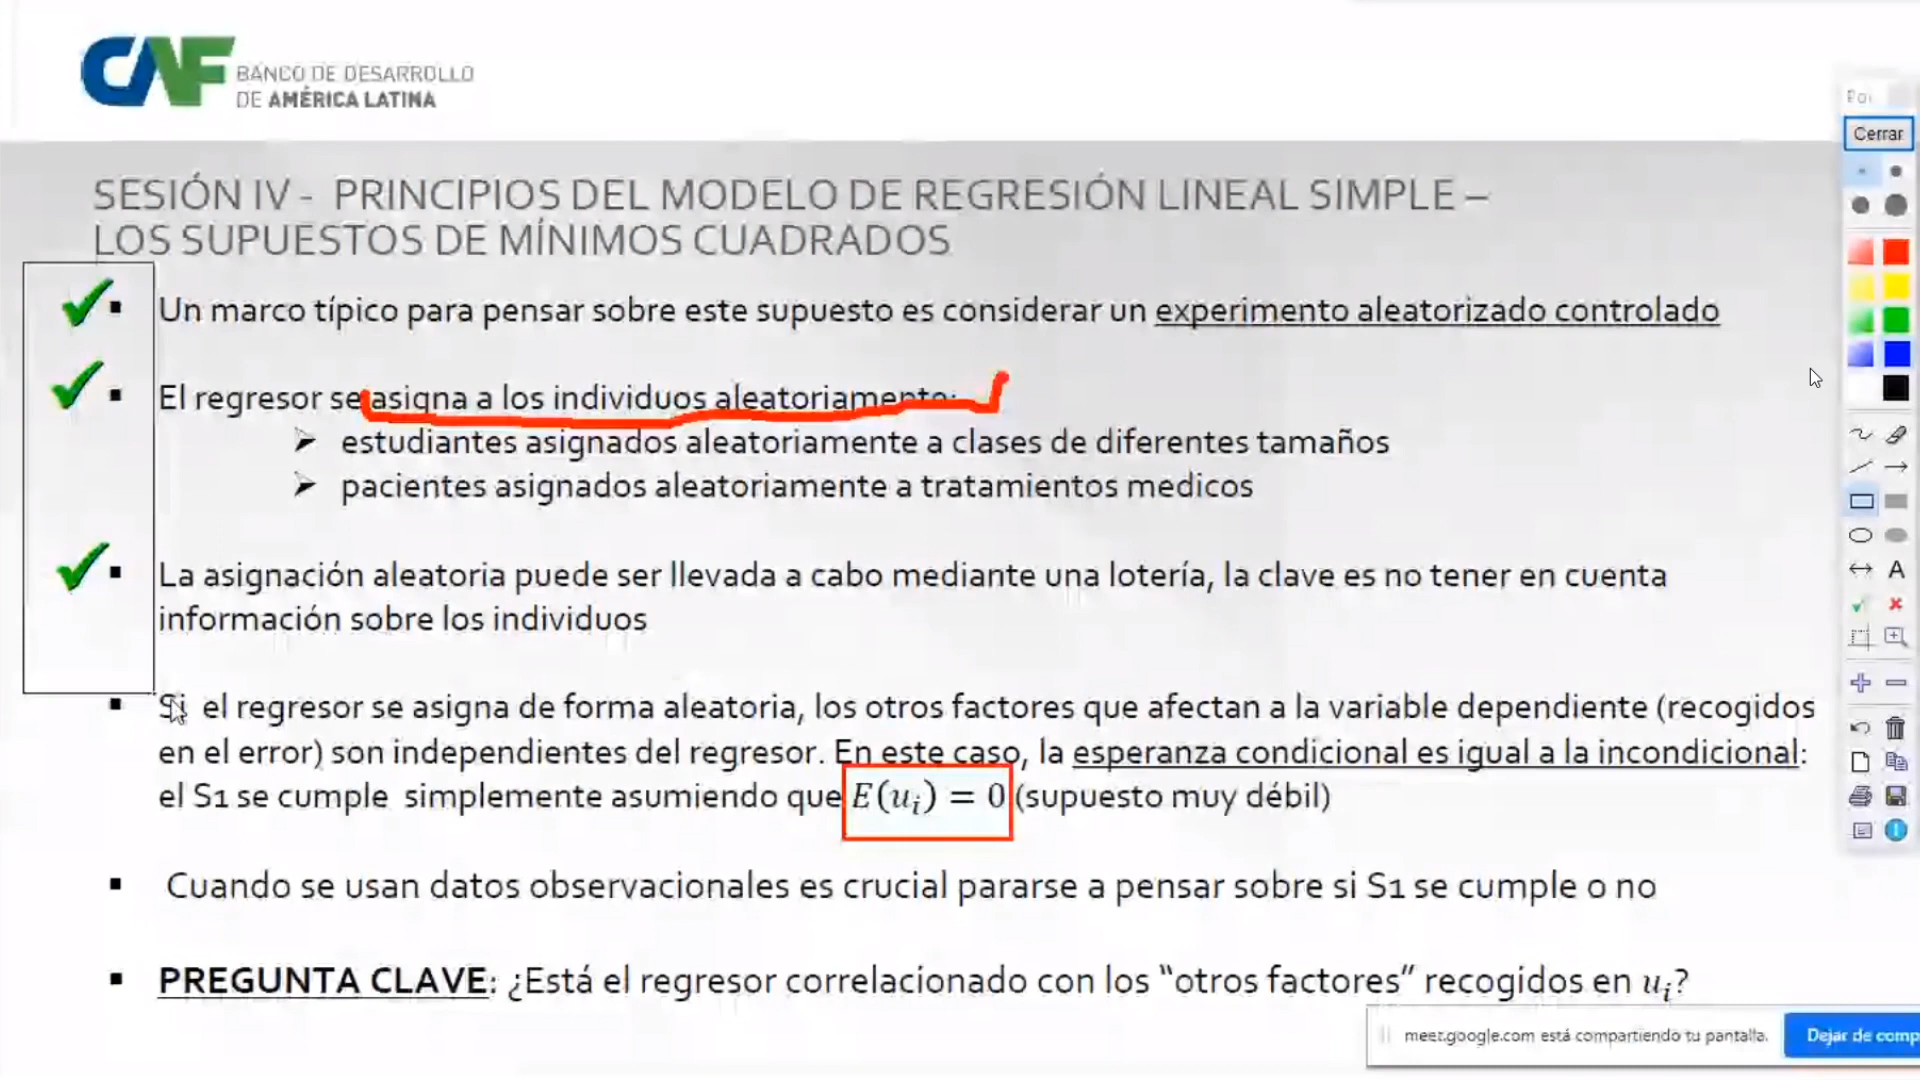 CAF BANCO DE DESARROLLO
DE AMÉRICA LATINA
SESIÓN IV - PRINCIPIOS DEL MODELO DE REGRESIÓN LINEAL SIMPLE –
LOS SUPUESTOS DE MÍNIMOS CUADRADOS
▪ Un marco típico para pensar sobre este supuesto es considerar un experimento aleatorizado controlado
▪ El regresor se asigna a los individuos aleatoriamente:
➢ estudiantes asignados aleatoriamente a clases de diferentes tamaños
➢ pacientes asignados aleatoriamente a tratamientos medicos
▪ La asignación aleatoria puede ser llevada a cabo mediante una lotería, la clave es no tener en cuenta
información sobre los individuos
▪ Si el regresor se asigna de forma aleatoria, los otros factores que afectan a la variable dependiente (recogidos
en el error) son independientes del regresor. En este caso, la esperanza condicional es igual a la incondicional:
el S1 se cumple simplemente asumiendo que E(uᵢ) = 0 (supuesto muy débil)
▪ Cuando se usan datos observacionales es crucial pararse a pensar sobre si S1 se cumple o no
▪ PREGUNTA CLAVE: ¿Está el regresor correlacionado con los “otros factores” recogidos en uᵢ?
Cerrar
A
meet.google.com está compartiendo tu pantalla.
Dejar de comp